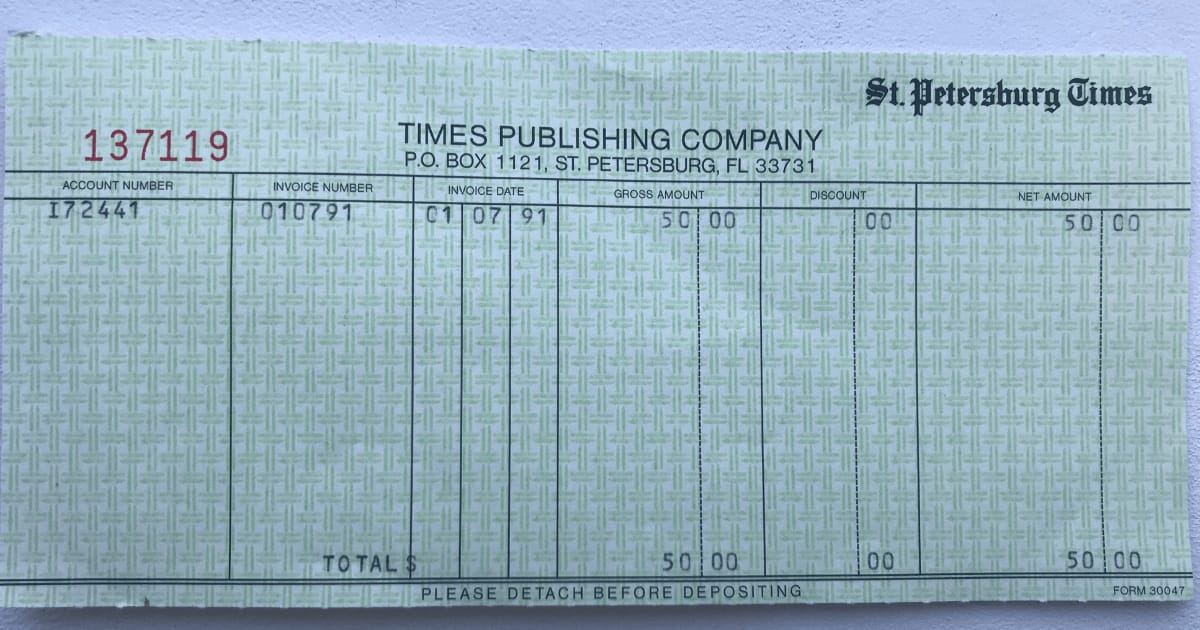 St. Petersburg Times
137119
TIMES PUBLISHING COMPANY
P.O. BOX 1121, ST. PETERSBURG, FL 33731
ACCOUNT NUMBER INVOICE NUMBER INVOICE DATE GROSS AMOUNT DISCOUNT NET AMOUNT
I72441 010791 01 07 91 50 00 00 50 00
TOTAL $ 50 00 00 50 00
PLEASE DETACH BEFORE DEPOSITING
FORM 30047